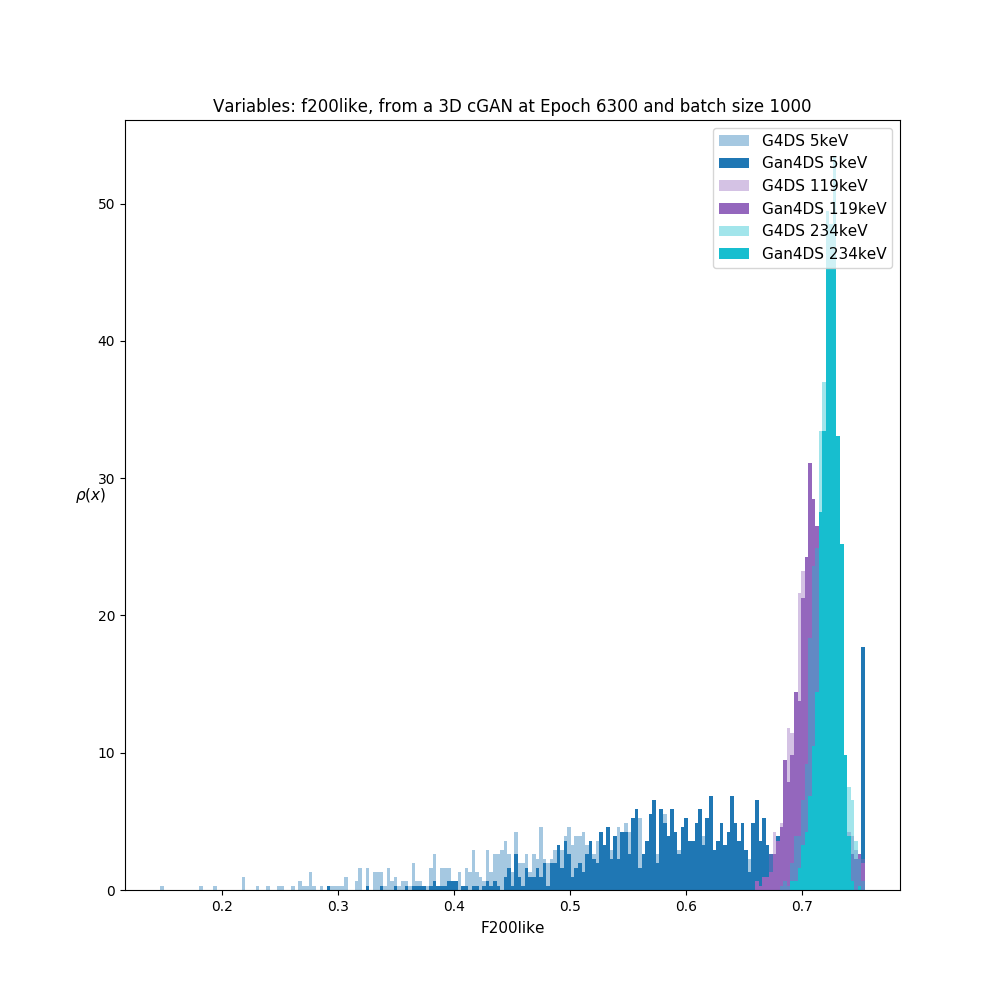 Variables: f200like, from a 3D cGAN at Epoch 6300 and batch size 1000
G4DS 5keV
Gan4DS 5keV
G4DS 119keV
Gan4DS 119keV
G4DS 234keV
Gan4DS 234keV
50
40
30
20
10
0
ρ(x)
0.2 0.3 0.4 0.5 0.6 0.7
F200like